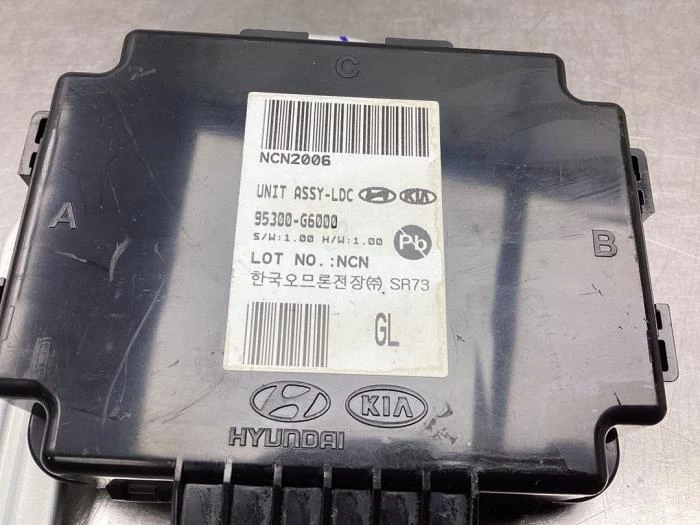 C
NCN2006
UNIT ASSY-LDC KIA
95300-G6000
S/W:1.00 H/W:1.00
Pb
LOT NO.:NCN
한국오므론전장㈜ SR73
GL
A
B
KIA
HYUNDAI